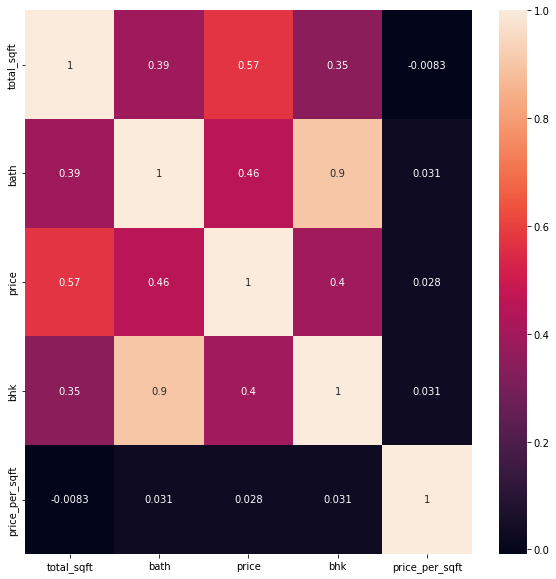 total_sqft 1 0.39 0.57 0.35 -0.0083
bath 0.39 1 0.46 0.9 0.031
price 0.57 0.46 1 0.4 0.028
bhk 0.35 0.9 0.4 1 0.031
price_per_sqft -0.0083 0.031 0.028 0.031 1
total_sqft bath price bhk price_per_sqft
1.0
0.8
0.6
0.4
0.2
0.0